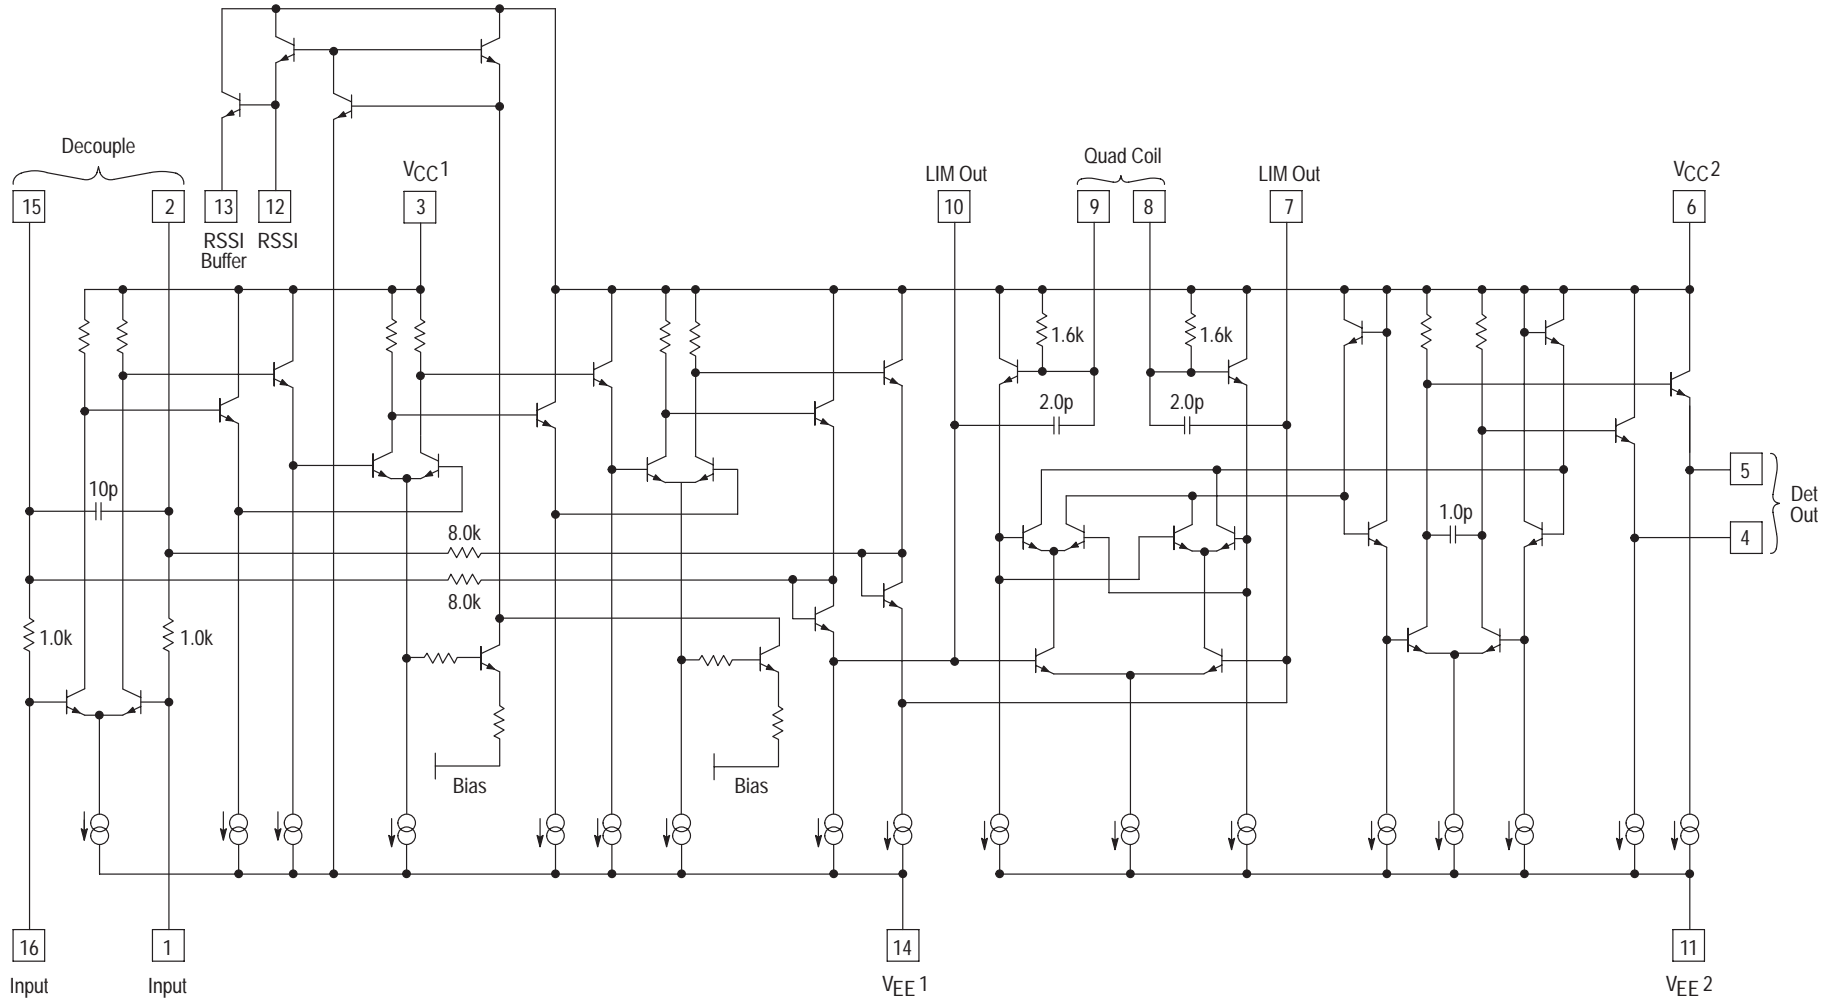 Decouple
VCC1
LIM Out
Quad Coil
LIM Out
VCC2
15
2
13
12
3
10
9
8
7
6
RSSI
Buffer
RSSI
1.6k
1.6k
2.0p
2.0p
10p
8.0k
8.0k
1.0p
5
4
Det
Out
1.0k
1.0k
Bias
Bias
16
1
14
11
Input
Input
VEE1
VEE2